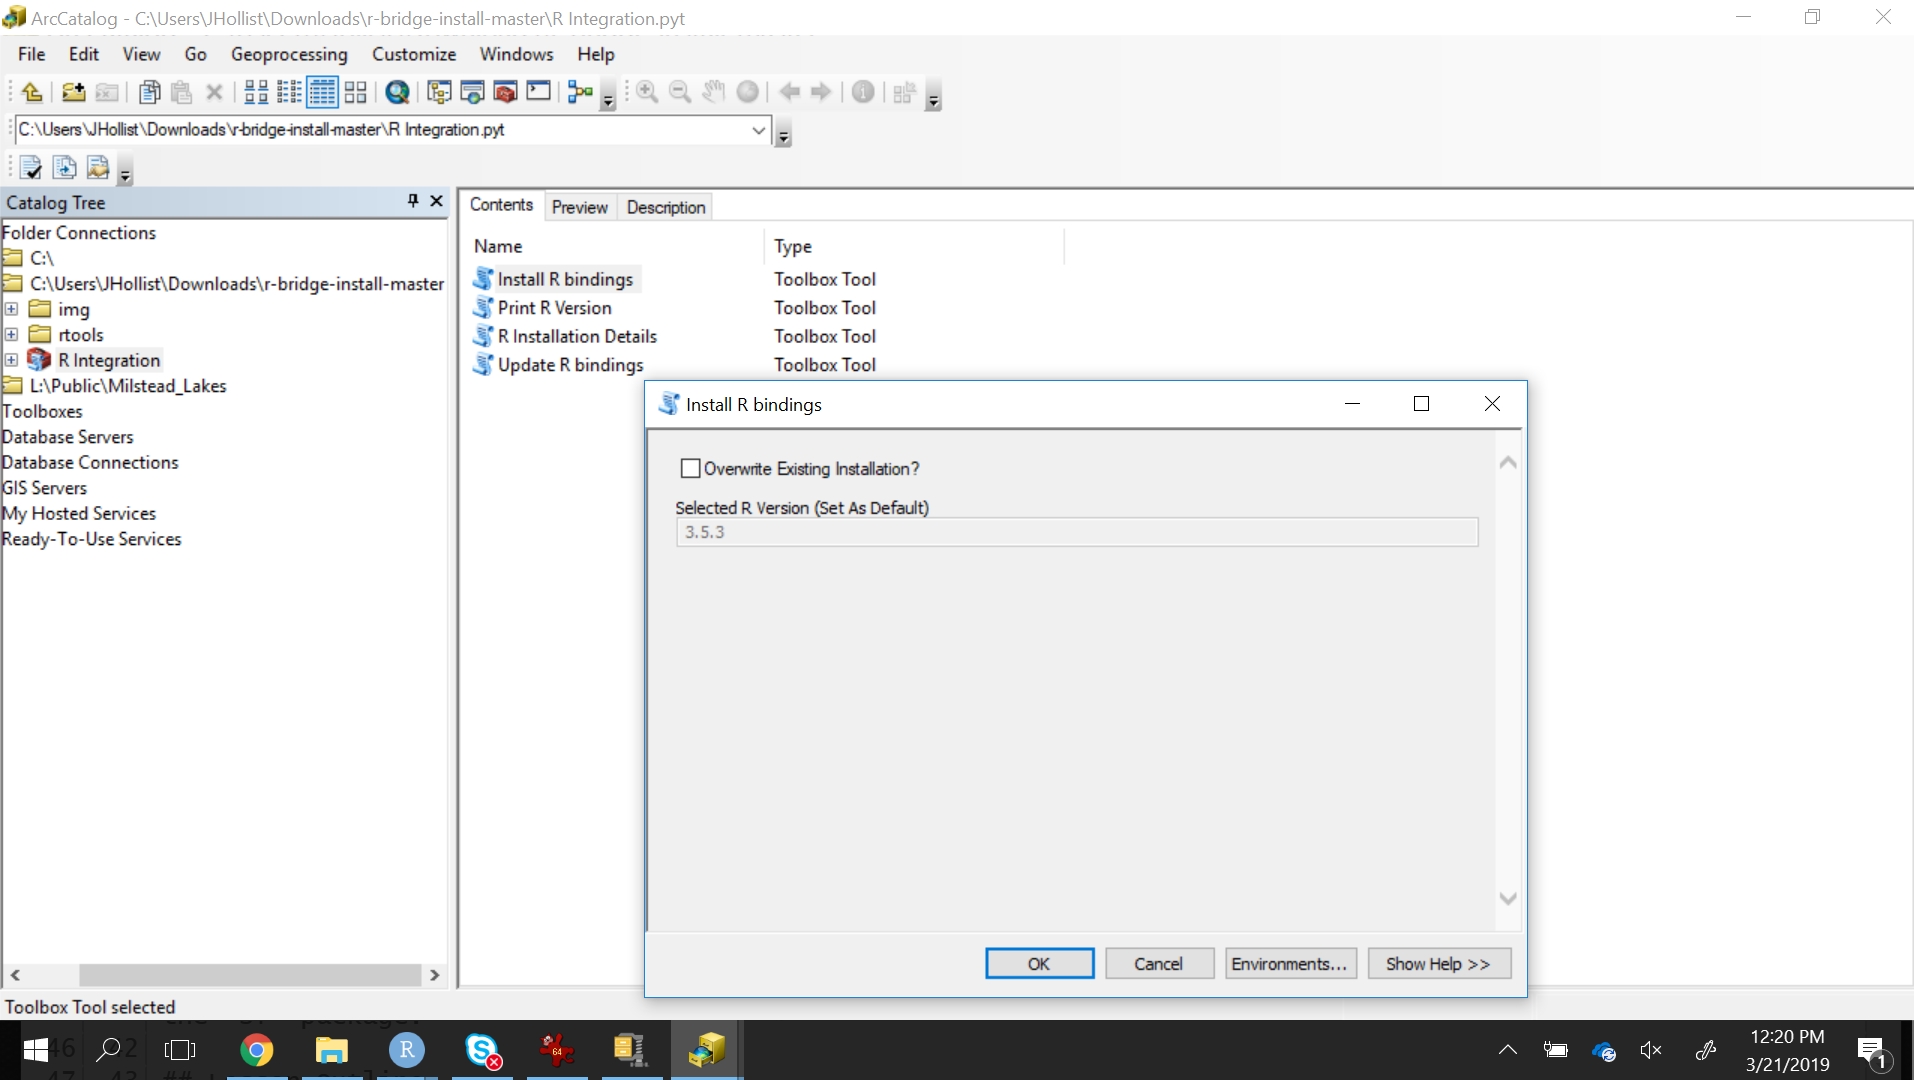 ArcCatalog - C:\Users\JHollist\Downloads\r-bridge-install-master\R Integration.pyt
File Edit View Go Geoprocessing Customize Windows Help
C:\Users\JHollist\Downloads\r-bridge-install-master\R Integration.pyt
Catalog Tree
Folder Connections
C:\
C:\Users\JHollist\Downloads\r-bridge-install-master
img
rtools
R Integration
L:\Public\Milstead_Lakes
Toolboxes
Database Servers
Database Connections
GIS Servers
My Hosted Services
Ready-To-Use Services
Contents Preview Description
Name Type
Install R bindings Toolbox Tool
Print R Version Toolbox Tool
R Installation Details Toolbox Tool
Update R bindings Toolbox Tool
Install R bindings
Overwrite Existing Installation?
Selected R Version (Set As Default)
3.5.3
OK Cancel Environments... Show Help >>
Toolbox Tool selected
R
64
12:20 PM
3/21/2019
1